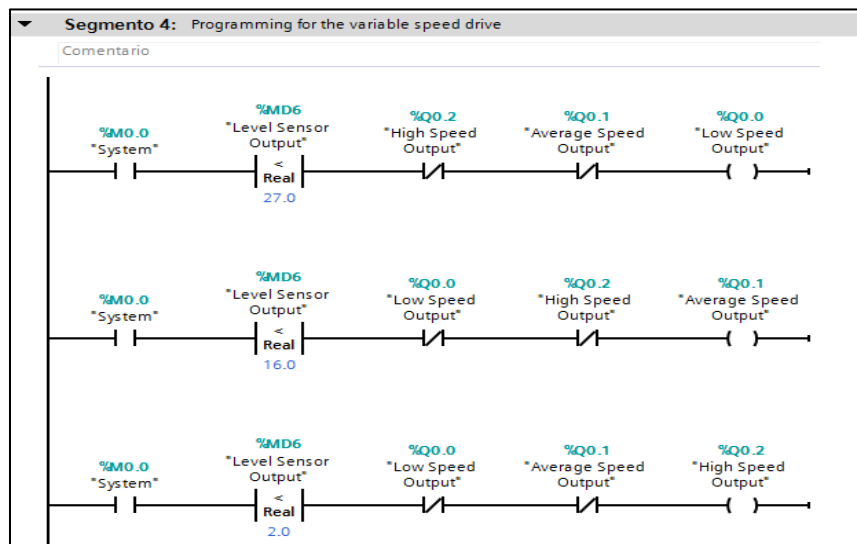 Segmento 4: Programming for the variable speed drive
Comentario
%M0.0
"System"
%MD6
"Level Sensor
Output"
<
Real
27.0
%Q0.2
"High Speed
Output"
%Q0.1
"Average Speed
Output"
%Q0.0
"Low Speed
Output"
%M0.0
"System"
%MD6
"Level Sensor
Output"
<
Real
16.0
%Q0.0
"Low Speed
Output"
%Q0.2
"High Speed
Output"
%Q0.1
"Average Speed
Output"
%M0.0
"System"
%MD6
"Level Sensor
Output"
<
Real
2.0
%Q0.0
"Low Speed
Output"
%Q0.1
"Average Speed
Output"
%Q0.2
"High Speed
Output"